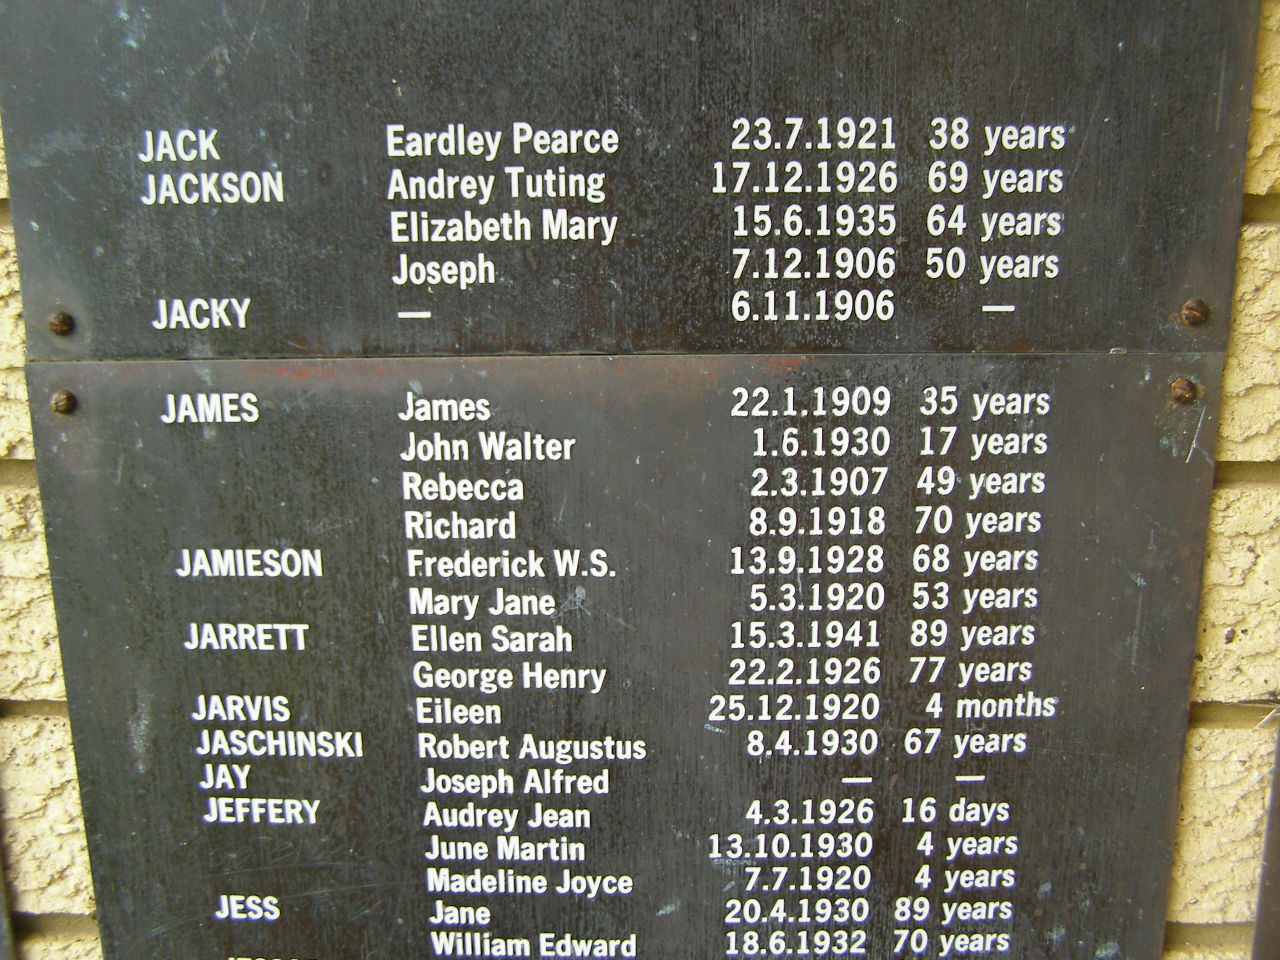 JACK Eardley Pearce 23.7.1921 38 years
JACKSON Andrey Tuting 17.12.1926 69 years
Elizabeth Mary 15.6.1935 64 years
Joseph 7.12.1906 50 years
JACKY — 6.11.1906 —
JAMES James 22.1.1909 35 years
John Walter 1.6.1930 17 years
Rebecca 2.3.1907 49 years
Richard 8.9.1918 70 years
JAMIESON Frederick W.S. 13.9.1928 68 years
Mary Jane 5.3.1920 53 years
JARRETT Ellen Sarah 15.3.1941 89 years
George Henry 22.2.1926 77 years
JARVIS Eileen 25.12.1920 4 months
JASCHINSKI Robert Augustus 8.4.1930 67 years
JAY Joseph Alfred — —
JEFFERY Audrey Jean 4.3.1926 16 days
June Martin 13.10.1930 4 years
Madeline Joyce 7.7.1920 4 years
JESS Jane 20.4.1930 89 years
William Edward 18.6.1932 70 years